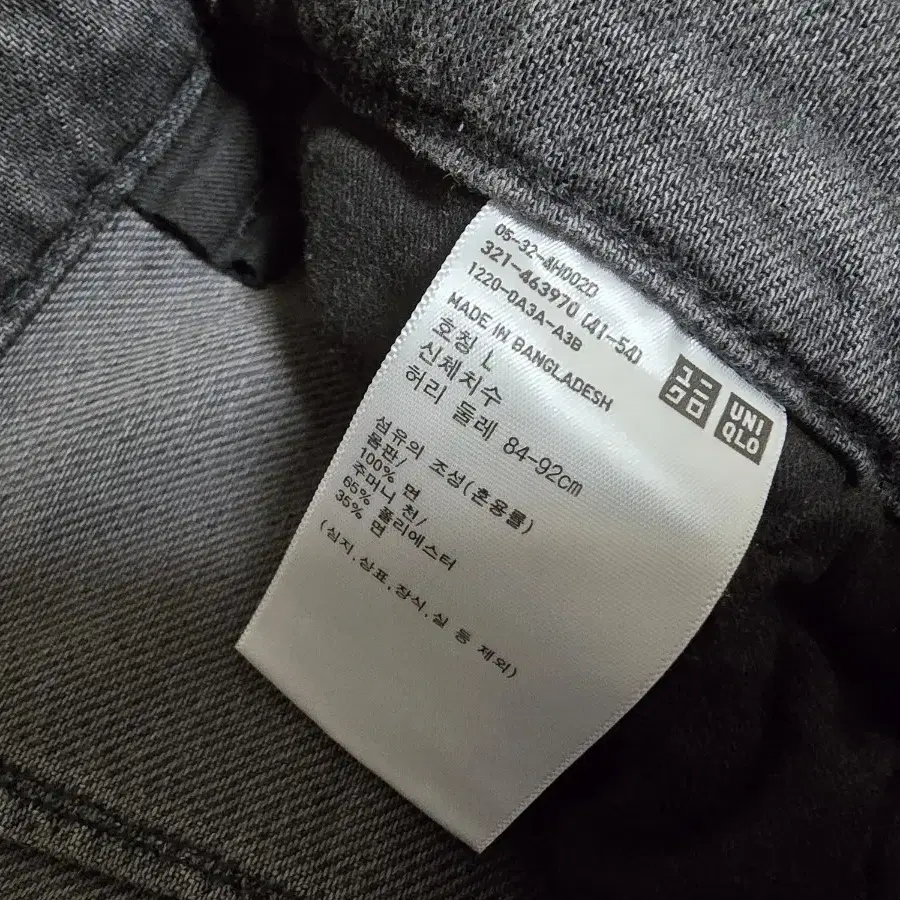 05-32-4H002D
321-463970 (41-54)
1220-0A3A-A3B
MADE IN BANGLADESH
호칭 L
신체치수
허리 둘레 84-92cm
섬유의 조성(혼용률)
몸판/
100% 면
주머니 천/
65% 폴리에스터
35% 면
(심지,상표,장식,실 등 제외)
ユニ
クロ
UNI
QLO